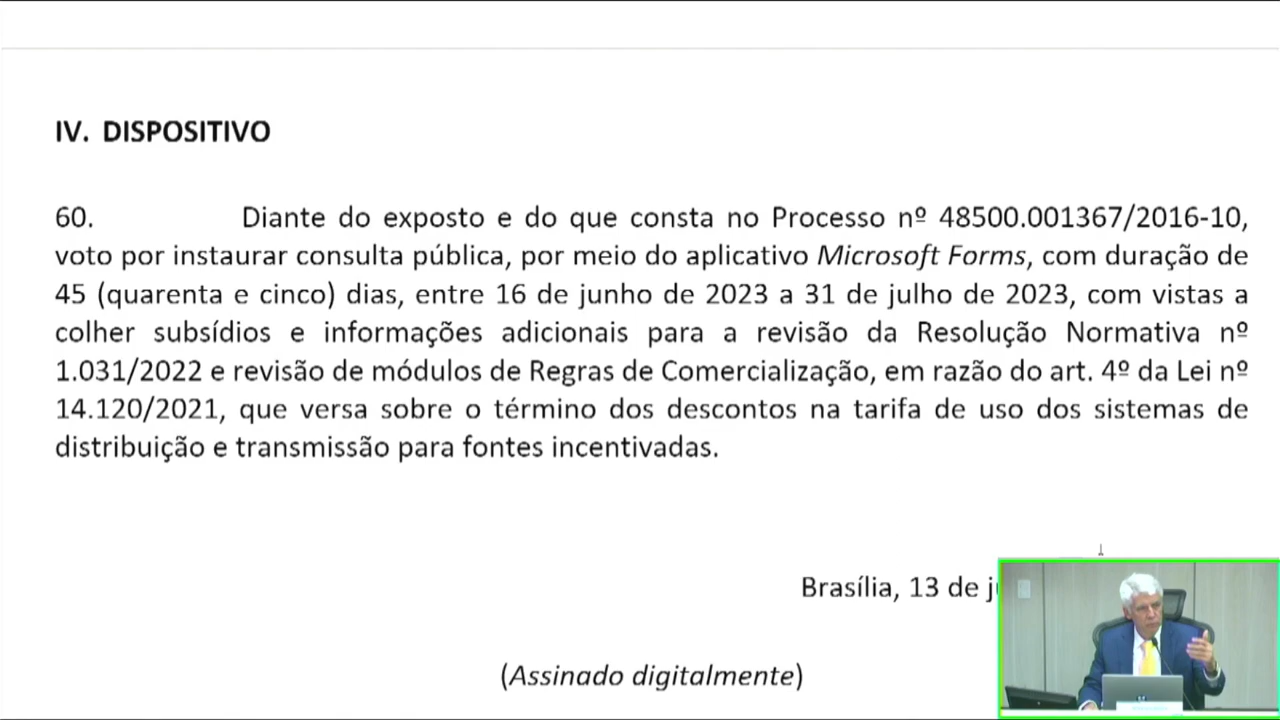 IV. DISPOSITIVO
60. Diante do exposto e do que consta no Processo nº 48500.001367/2016-10,
voto por instaurar consulta pública, por meio do aplicativo Microsoft Forms, com duração de
45 (quarenta e cinco) dias, entre 16 de junho de 2023 a 31 de julho de 2023, com vistas a
colher subsídios e informações adicionais para a revisão da Resolução Normativa nº
1.031/2022 e revisão de módulos de Regras de Comercialização, em razão do art. 4º da Lei nº
14.120/2021, que versa sobre o término dos descontos na tarifa de uso dos sistemas de
distribuição e transmissão para fontes incentivadas.
Brasília, 13 de
(Assinado digitalmente)